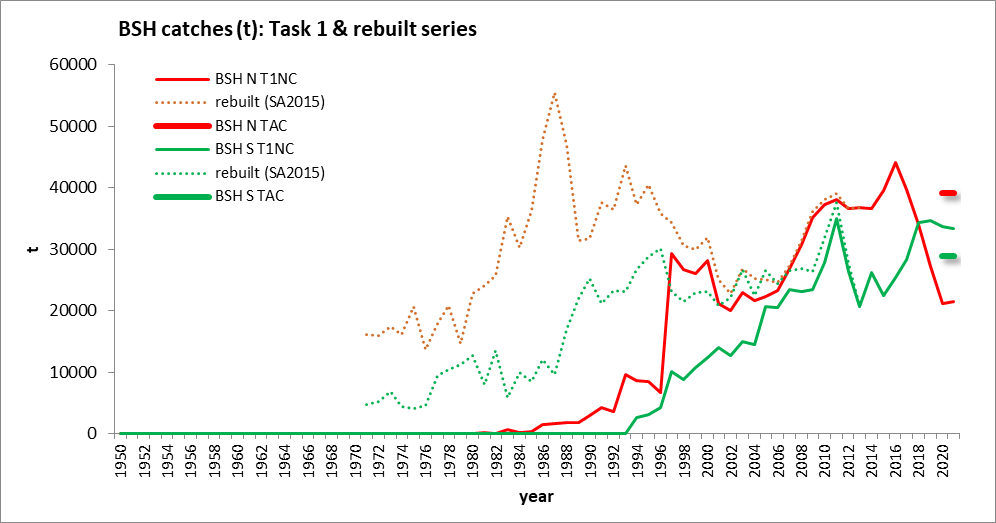 BSH catches (t): Task 1 & rebuilt series
60000
50000
40000
30000
20000
10000
0
t
BSH N T1NC
rebuilt (SA2015)
BSH N TAC
BSH S T1NC
rebuilt (SA2015)
BSH S TAC
1950 1952 1954 1956 1958 1960 1962 1964 1966 1968 1970 1972 1974 1976 1978 1980 1982 1984 1986 1988 1990 1992 1994 1996 1998 2000 2002 2004 2006 2008 2010 2012 2014 2016 2018 2020
year